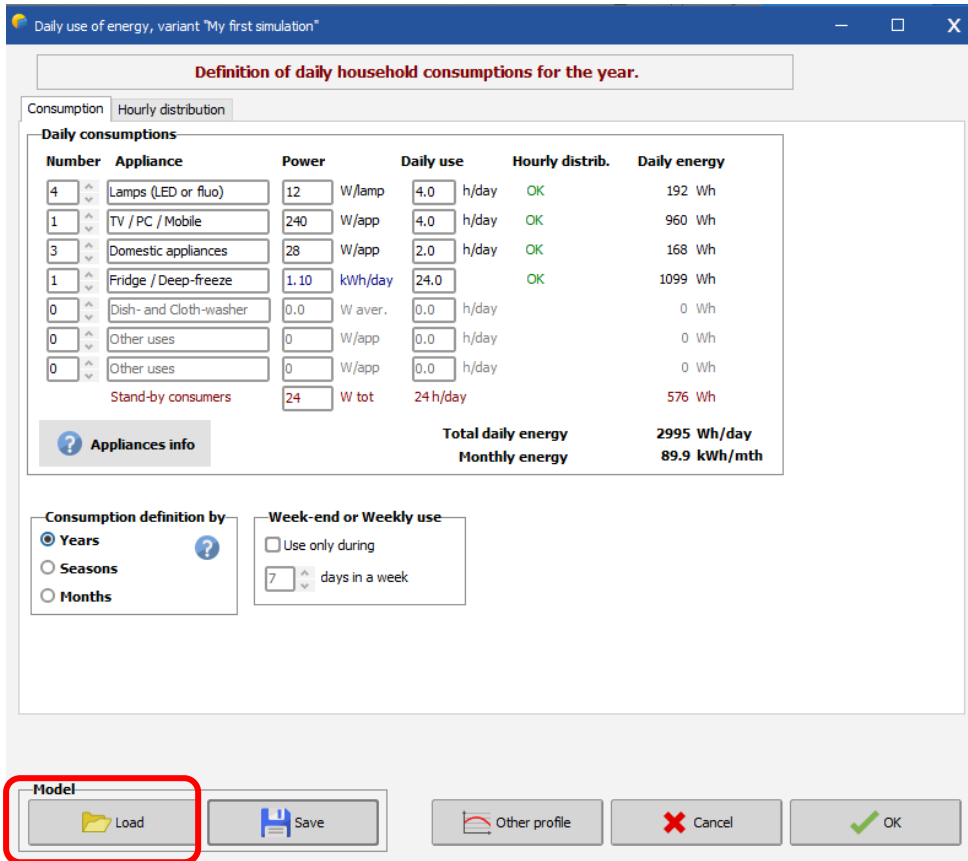 Daily use of energy, variant "My first simulation"
Definition of daily household consumptions for the year.
Consumption Hourly distribution
Daily consumptions
Number Appliance Power Daily use Hourly distrib. Daily energy
4 Lamps (LED or fluo) 12 W/lamp 4.0 h/day OK 192 Wh
1 TV / PC / Mobile 240 W/app 4.0 h/day OK 960 Wh
3 Domestic appliances 28 W/app 2.0 h/day OK 168 Wh
1 Fridge / Deep-freeze 1.10 kWh/day 24.0 OK 1099 Wh
0 Dish- and Cloth-washer 0.0 W aver. 0.0 h/day 0 Wh
0 Other uses 0 W/app 0.0 h/day 0 Wh
0 Other uses 0 W/app 0.0 h/day 0 Wh
Stand-by consumers 24 W tot 24 h/day 576 Wh
? Appliances info
Total daily energy 2995 Wh/day
Monthly energy 89.9 kWh/mth
Consumption definition by
Years
?
Seasons
Months
Week-end or Weekly use
Use only during
7 days in a week
Model
Load Save Other profile Cancel OK